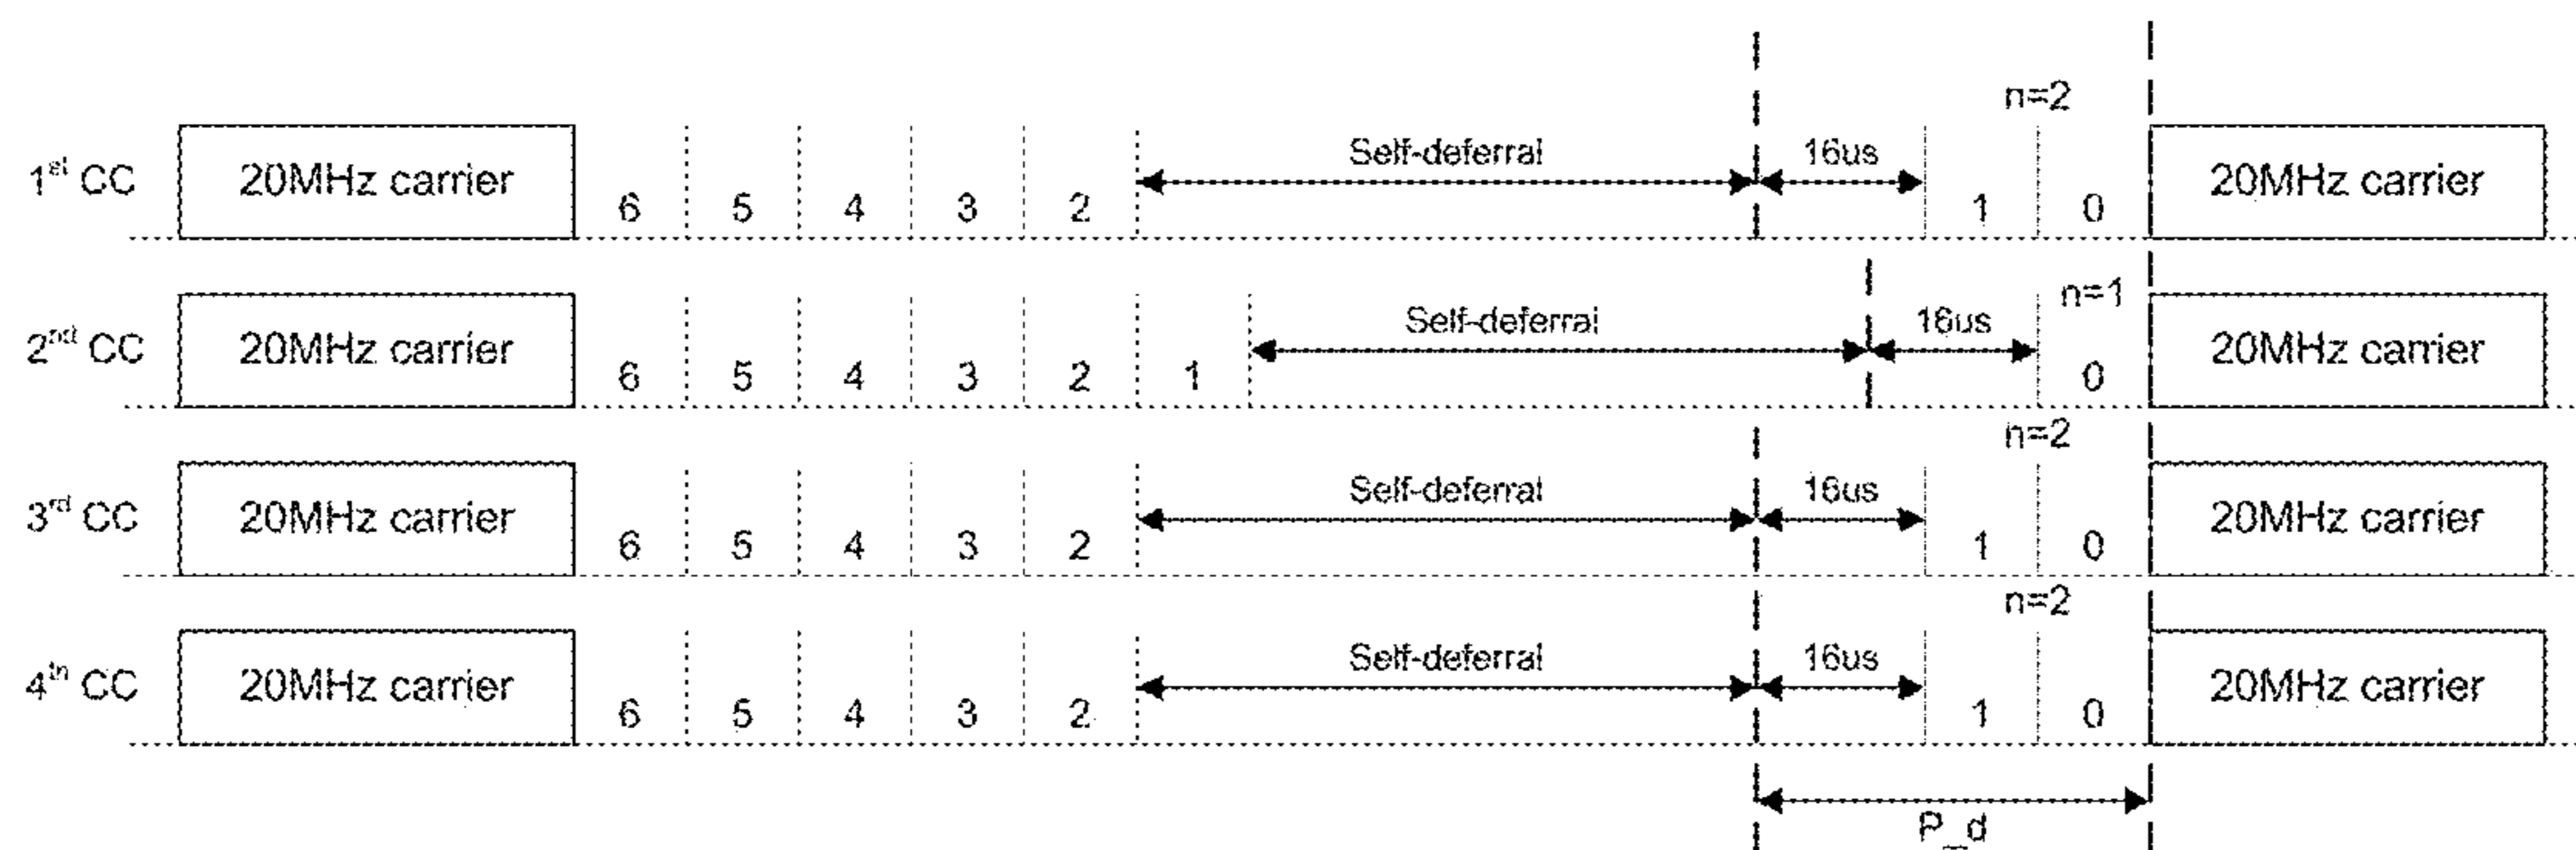 n=2
1st CC 20MHz carrier 6 5 4 3 2 Self-deferral 16us 1 0 20MHz carrier
n=1
2nd CC 20MHz carrier 6 5 4 3 2 1 Self-deferral 16us 0 20MHz carrier
n=2
3rd CC 20MHz carrier 6 5 4 3 2 Self-deferral 16us 1 0 20MHz carrier
n=2
4th CC 20MHz carrier 6 5 4 3 2 Self-deferral 16us 1 0 20MHz carrier
P_d